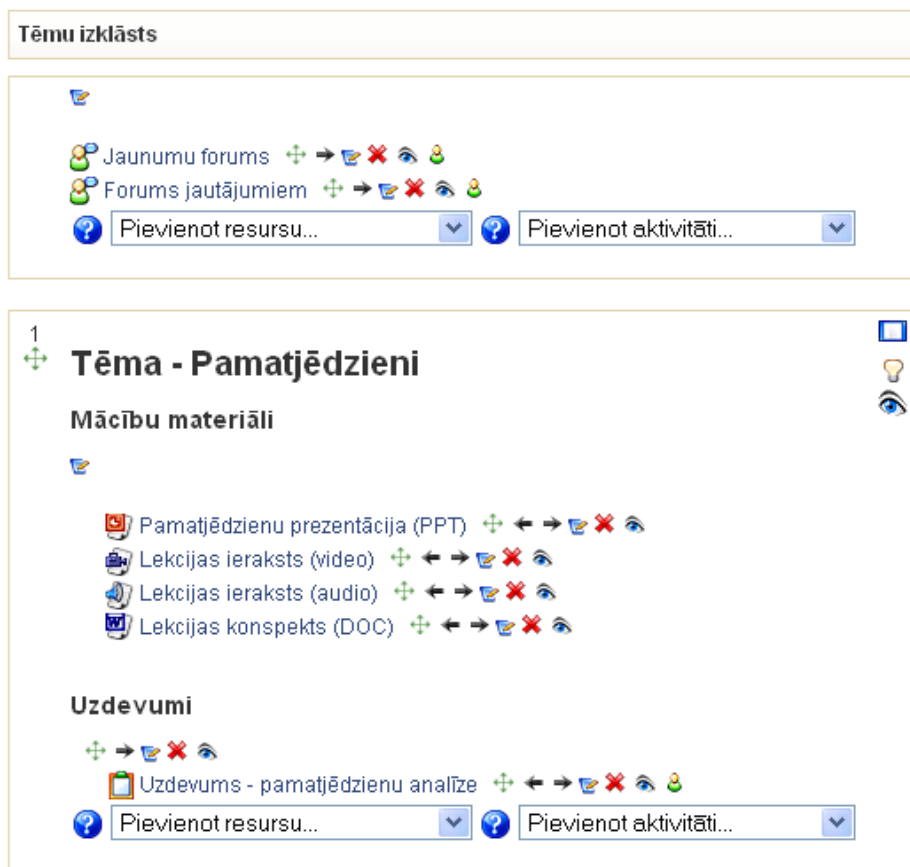 Tēmu izklāsts
Jaunumu forums
Forums jautājumiem
Pievienot resursu... Pievienot aktivitāti...
1
Tēma - Pamatjēdzieni
Mācību materiāli
Pamatjēdzienu prezentācija (PPT)
Lekcijas ieraksts (video)
Lekcijas ieraksts (audio)
Lekcijas konspekts (DOC)
Uzdevumi
Uzdevums - pamatjēdzienu analīze
Pievienot resursu... Pievienot aktivitāti...